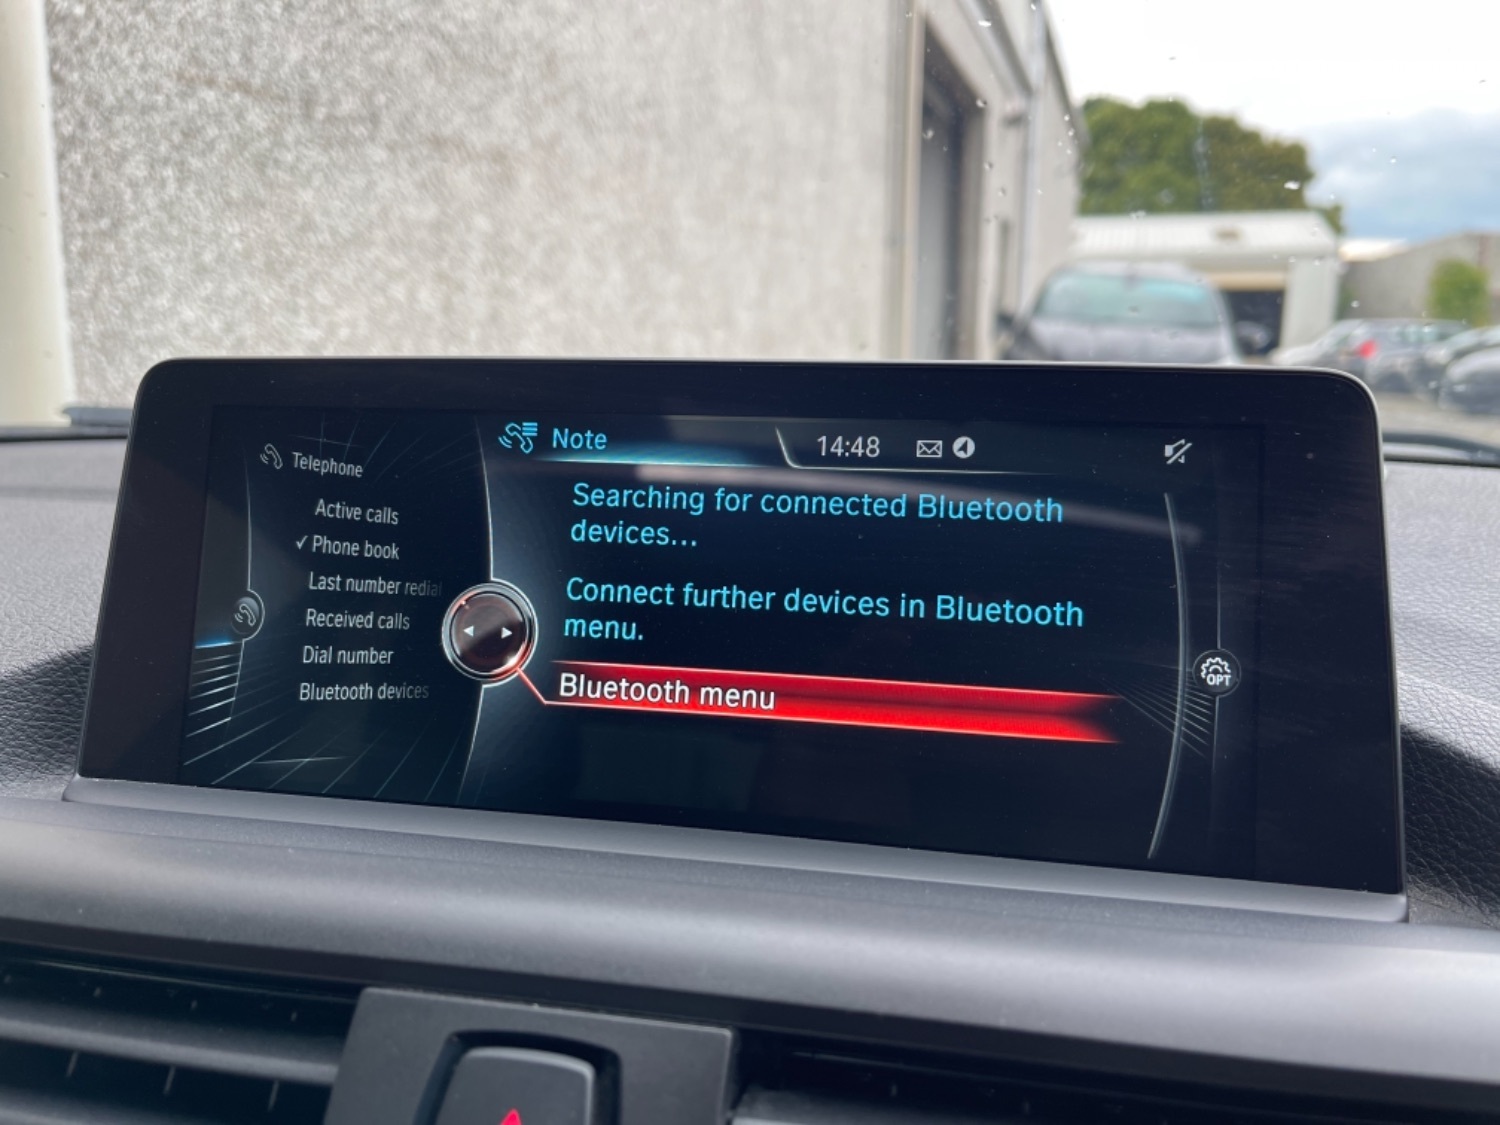 Telephone
Active calls
✓ Phone book
Last number redial
Received calls
Dial number
Bluetooth devices
Note
14:48
Searching for connected Bluetooth
devices...
Connect further devices in Bluetooth
menu.
Bluetooth menu
OPT